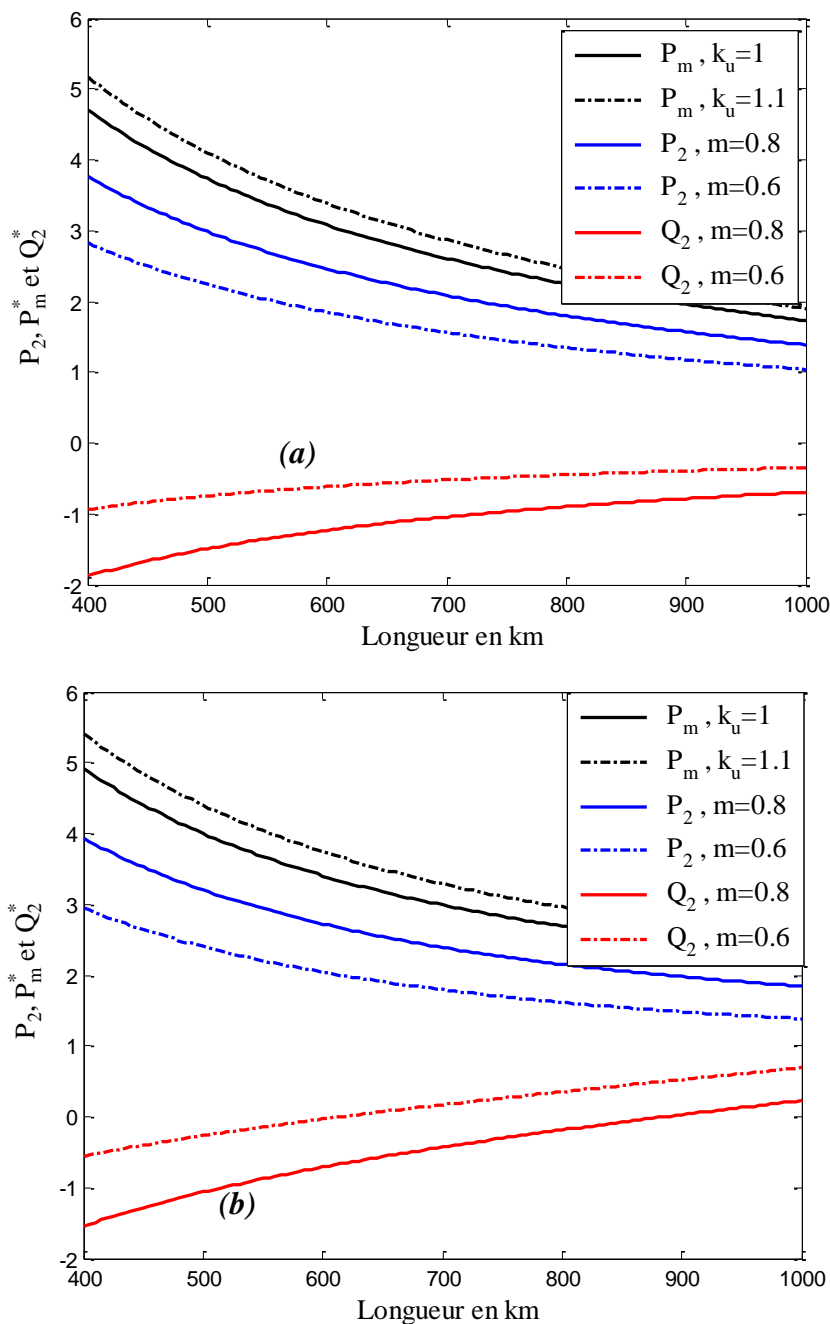 6
5
4
3
2
1
0
-1
-2
P₂, Pₘ* et Q₂*
Pₘ , kᵤ=1
Pₘ , kᵤ=1.1
P₂ , m=0.8
P₂ , m=0.6
Q₂ , m=0.8
Q₂ , m=0.6
(a)
400 500 600 700 800 900 1000
Longueur en km
6
5
4
3
2
1
0
-1
-2
P₂, Pₘ* et Q₂*
Pₘ , kᵤ=1
Pₘ , kᵤ=1.1
P₂ , m=0.8
P₂ , m=0.6
Q₂ , m=0.8
Q₂ , m=0.6
(b)
400 500 600 700 800 900 1000
Longueur en km